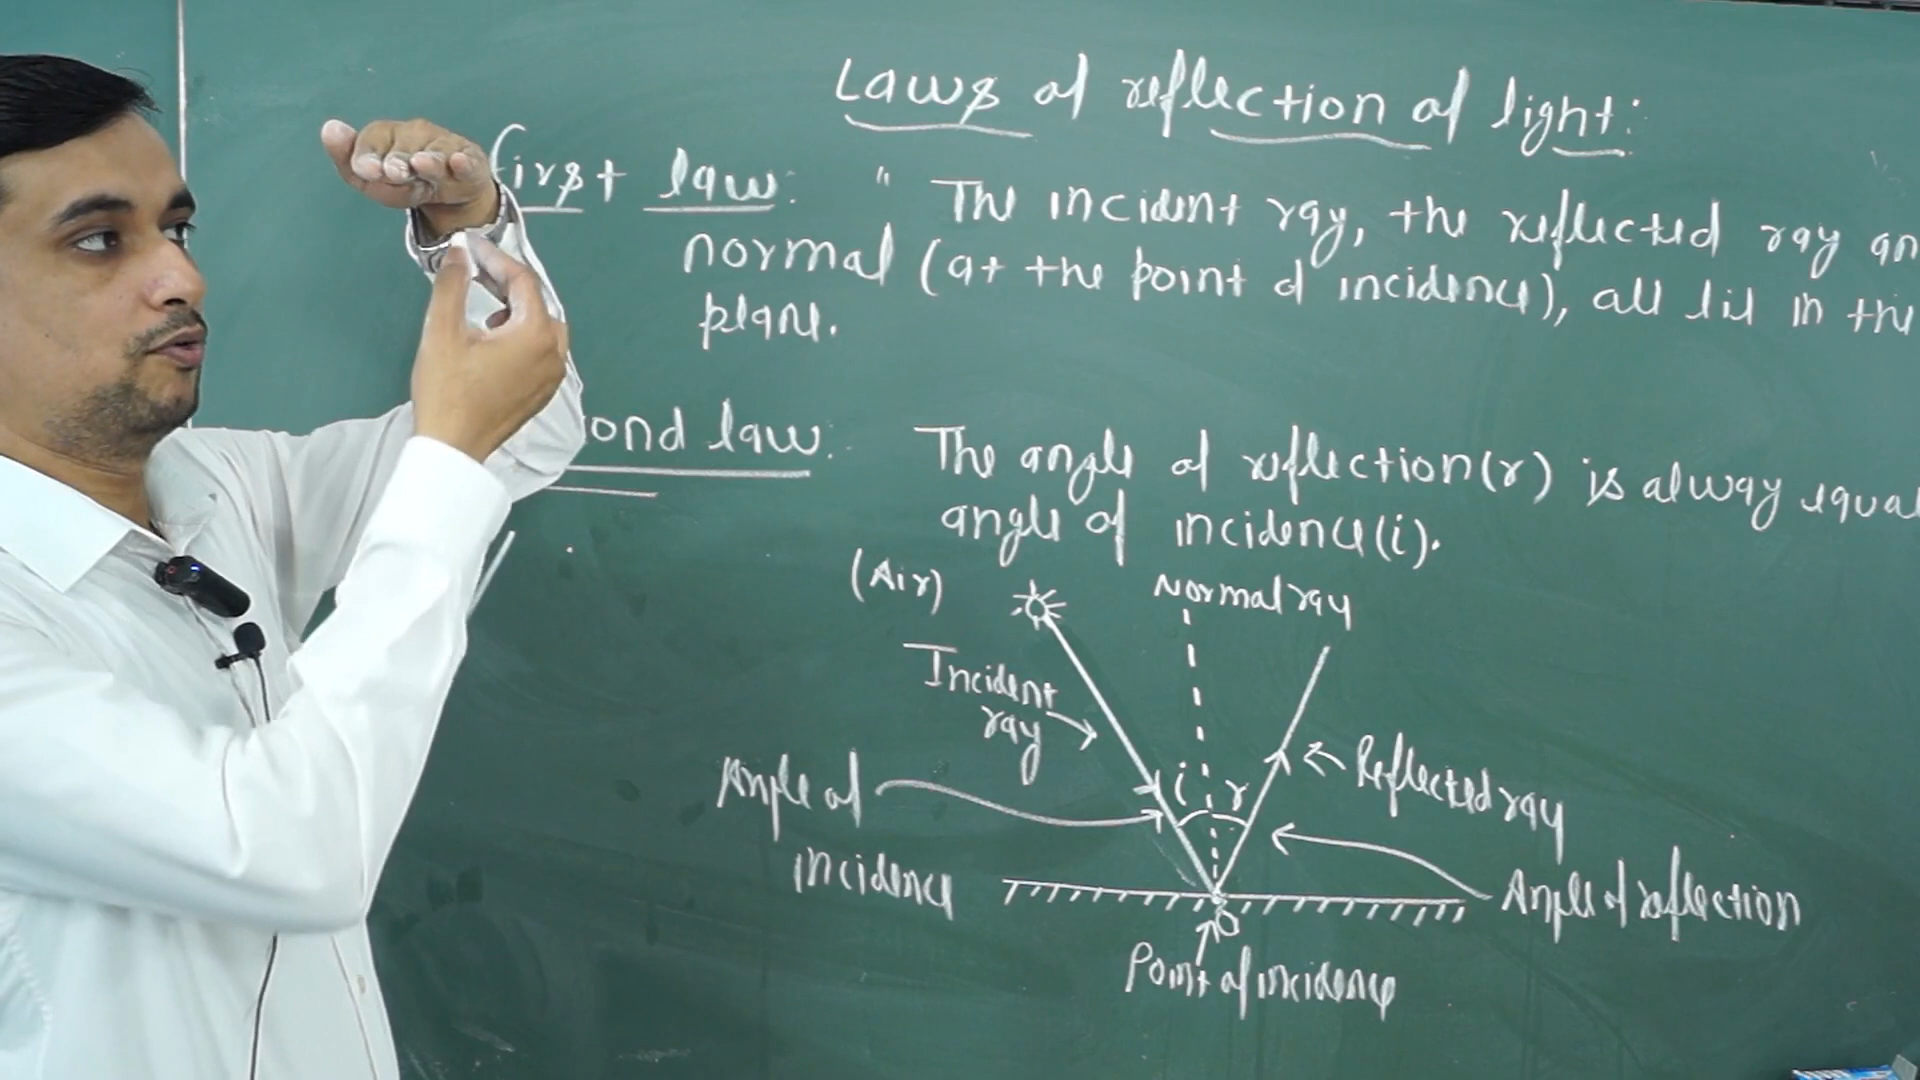 Laws of reflection of light:
first law: " The incident ray, the reflected ray an
normal (at the point of incidence), all lie in the
plane.
ond law: The angle of reflection(r) is alway equal
angle of incidence(i).
(Air)
Normal ray
Incident
ray
i r
Reflected ray
Angle of
incidence
Angle of reflection
O
Point of incidence